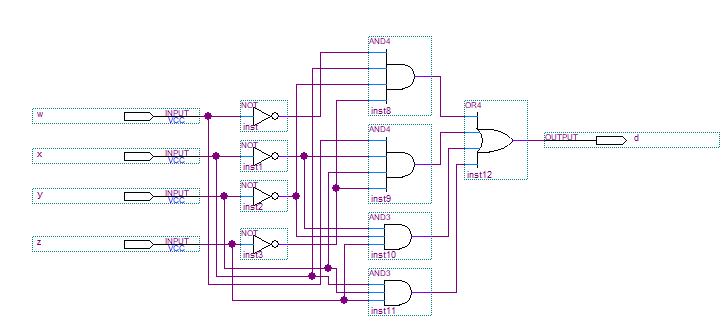 AND4
inst8
NOT
inst
w
INPUT
VCC
OR4
inst12
AND4
inst9
OUTPUT
d
x
INPUT
VCC
NOT
inst1
y
INPUT
VCC
NOT
inst2
AND3
inst10
z
INPUT
VCC
NOT
inst3
AND3
inst11